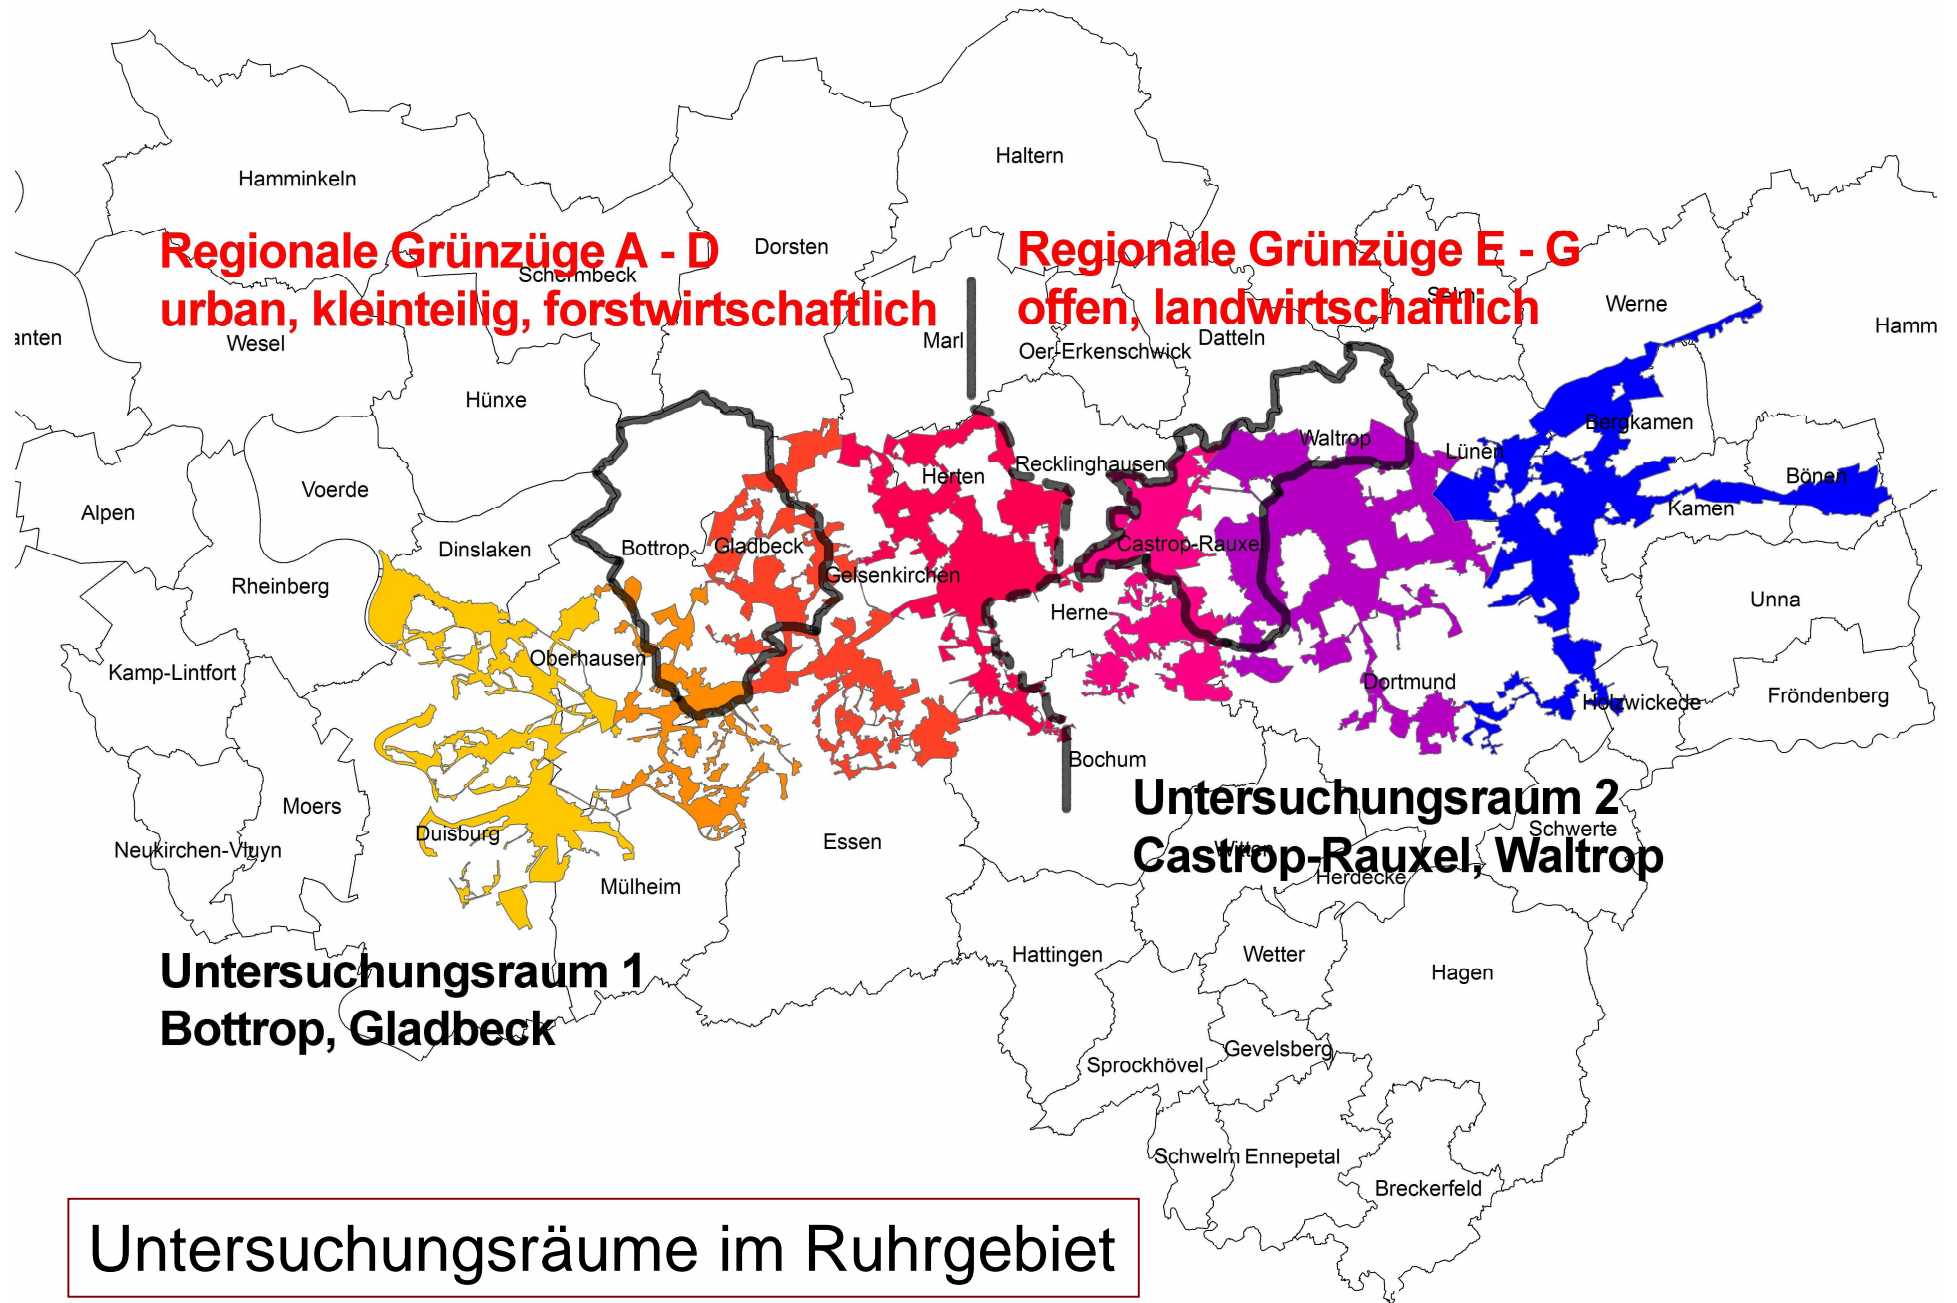 Haltern
Hamminkeln
Regionale Grünzüge A - D
urban, kleinteilig, forstwirtschaftlich
Regionale Grünzüge E - G
offen, landwirtschaftlich
Dorsten
Schermbeck
Selm
Werne
Hamm
anten
Wesel
Marl
Oer-Erkenschwick
Datteln
Hünxe
Bergkamen
Waltrop
Lünen
Recklinghausen
Herten
Bönen
Voerde
Alpen
Kamen
Dinslaken
Bottrop
Gladbeck
Castrop-Rauxel
Gelsenkirchen
Rheinberg
Herne
Unna
Oberhausen
Kamp-Lintfort
Dortmund
Holzwickede
Fröndenberg
Bochum
Moers
Duisburg
Neukirchen-Vluyn
Essen
Mülheim
Untersuchungsraum 2
Castrop-Rauxel, Waltrop
Schwerte
Witten
Herdecke
Hattingen
Wetter
Hagen
Untersuchungsraum 1
Bottrop, Gladbeck
Gevelsberg
Sprockhövel
Schwelm
Ennepetal
Breckerfeld
Untersuchungsräume im Ruhrgebiet